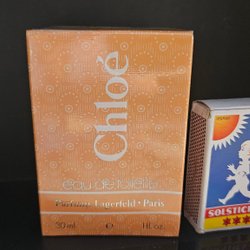 Chloé
eau de toilette
Parfums Lagerfeld • Paris
30 ml e 1 fl. oz.
SOLSTICE